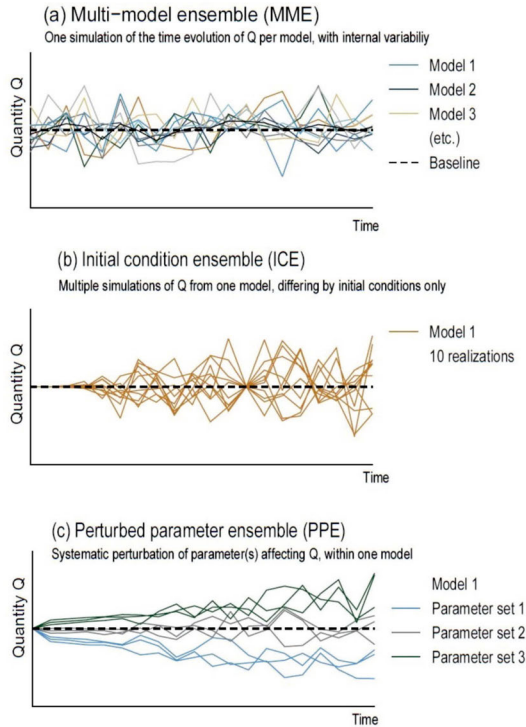 (a) Multi-model ensemble (MME)
One simulation of the time evolution of Q per model, with internal variabiliy
Quantity Q
Model 1
Model 2
Model 3
(etc.)
Baseline
Time
(b) Initial condition ensemble (ICE)
Multiple simulations of Q from one model, differing by initial conditions only
Quantity Q
Model 1
10 realizations
Time
(c) Perturbed parameter ensemble (PPE)
Systematic perturbation of parameter(s) affecting Q, within one model
Quantity Q
Model 1
Parameter set 1
Parameter set 2
Parameter set 3
Time